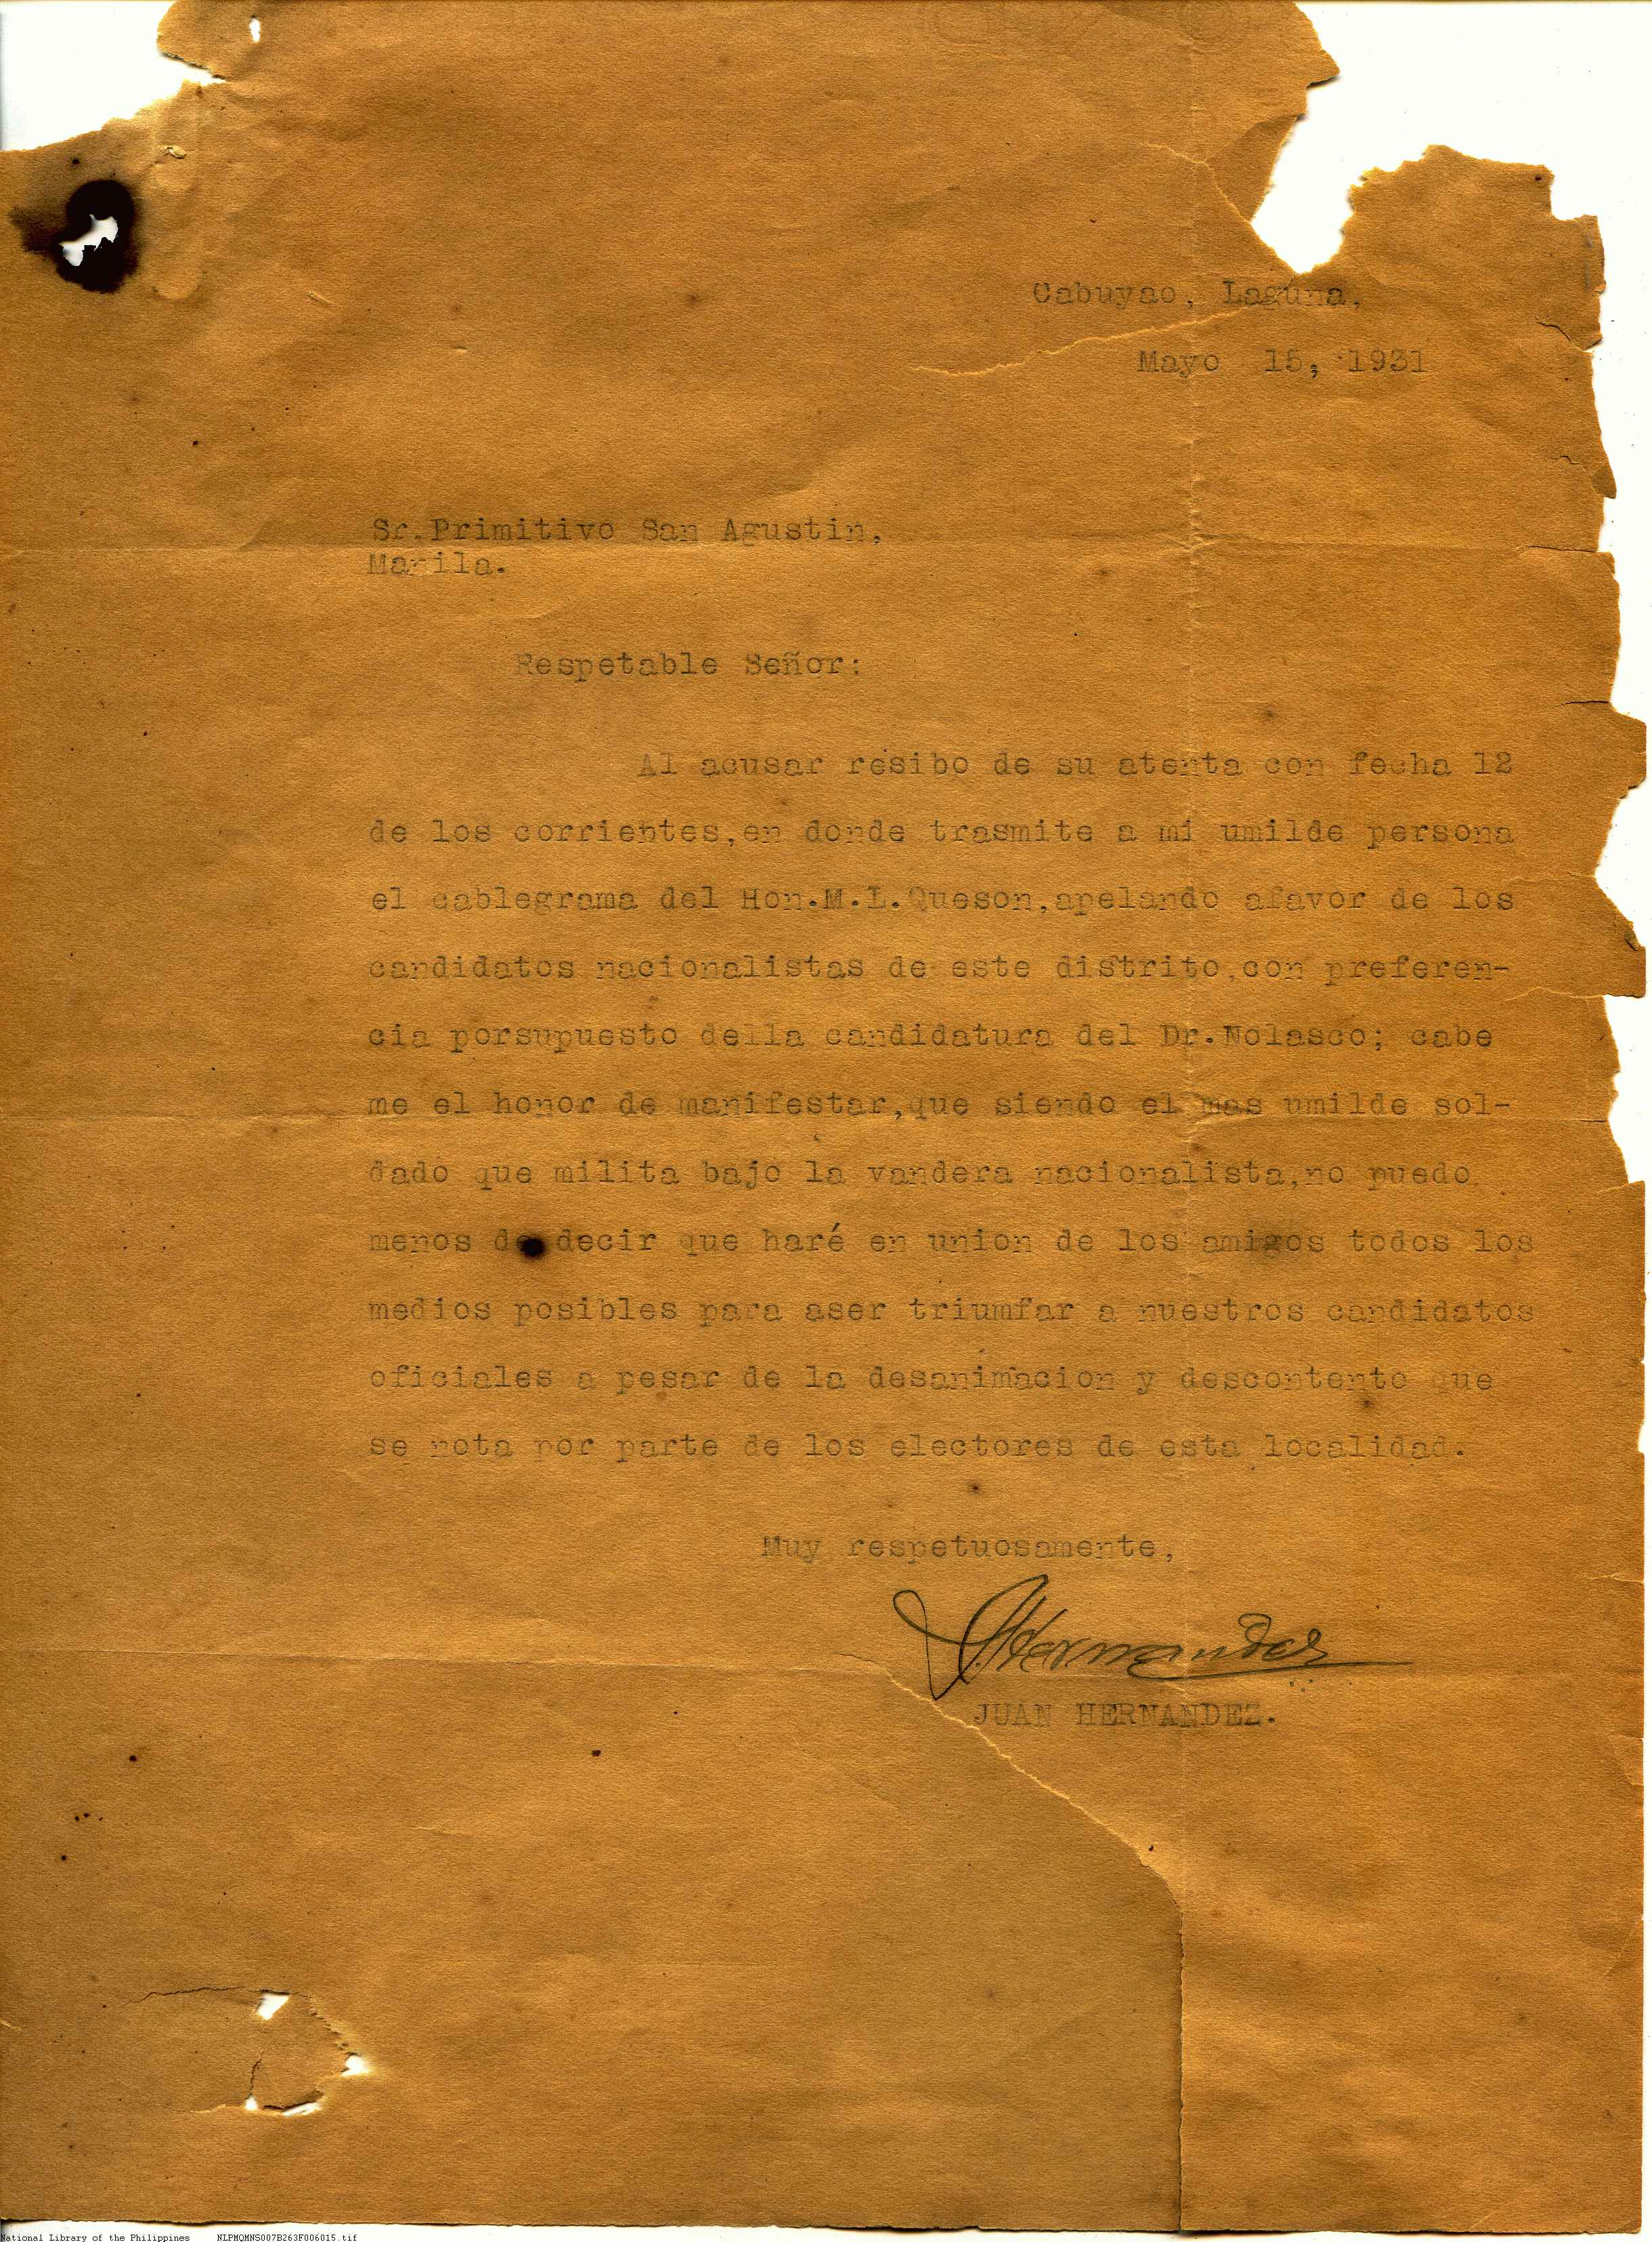 Cabuyao, Laguna,
Mayo 15, 1931
Sr.Primitivo San Agustin,
Manila.
Respetable Señor:
Al acusar resibo de su atenta con fecha 12
de los corrientes,en donde trasmite a mi umilde persona
el cablegrama del Hon.M.L.Queson,apelando afavor de los
candidatos nacionalistas de este distrito,con preferen-
cia porsupuesto della candidatura del Dr.Nolasco; cabe
me el honor de manifestar,que siendo el mas umilde sol-
dado que milita bajo la vandera nacionalista,no puedo
menos de decir que haré en union de los amigos todos los
medios posibles para aser triumfar a nuestros candidatos
oficiales a pesar de la desanimacion y descontento que
se nota por parte de los electores de esta localidad.
Muy respetuosamente,
JHernandez
JUAN HERNANDEZ.
National Library of the Philippines NLPMQMNS007B263F006015.tif